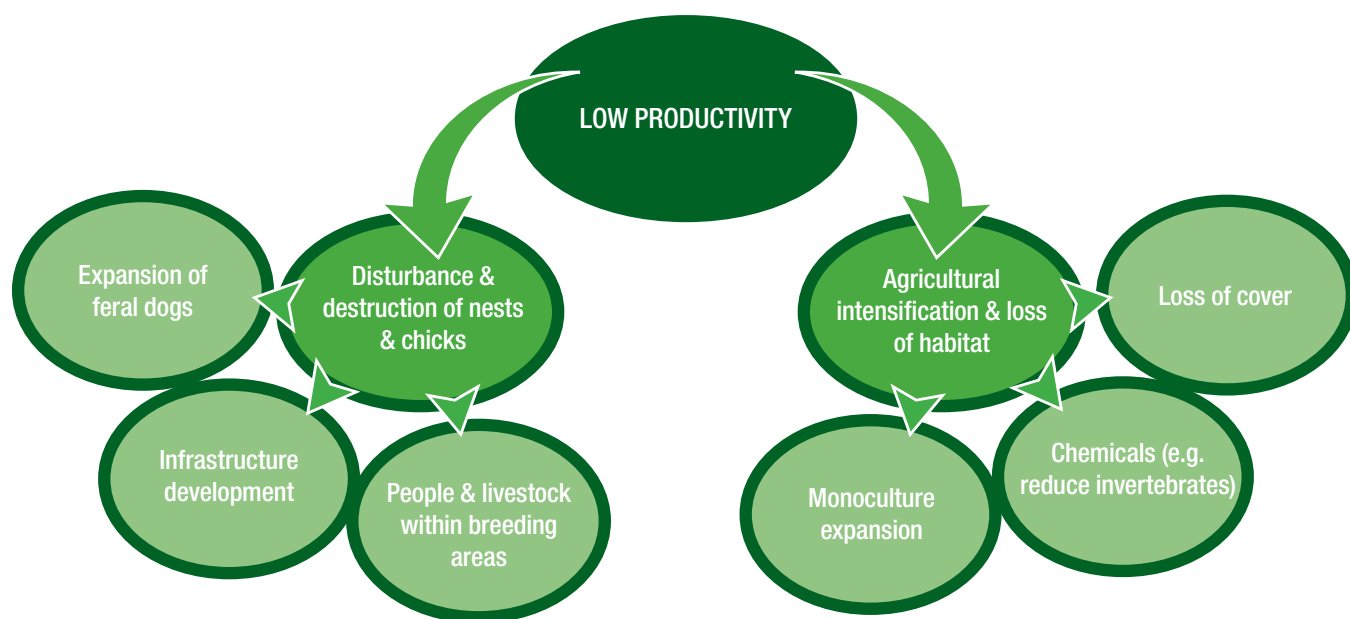 LOW PRODUCTIVITY
Expansion of
feral dogs
Disturbance &
destruction of nests
& chicks
Infrastructure
development
People & livestock
within breeding
areas
Agricultural
intensification & loss
of habitat
Loss of cover
Chemicals (e.g.
reduce invertebrates)
Monoculture
expansion